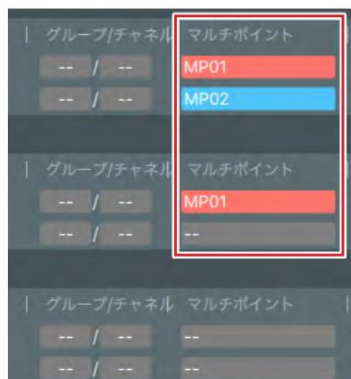 | グループ/チャネル マルチポイント |
-- / -- MP01
-- / -- MP02
| グループ/チャネル マルチポイント
-- / -- MP01
-- / -- --
| グループ/チャネル マルチポイント |
-- / -- --
-- / -- --